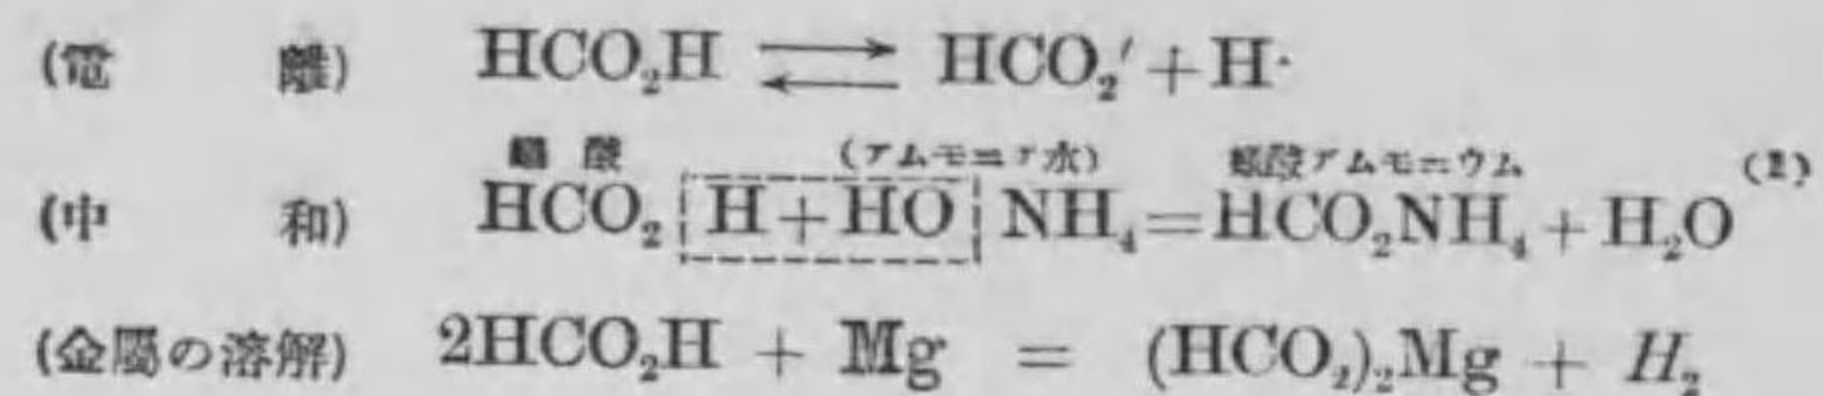 (電離) HCO₂H ⇄ HCO₂′+H·
蟻酸 (アムモニア水) 蟻酸アムモニウム (1)
(中和) HCO₂ H+HO NH₄=HCO₂NH₄+H₂O
(金屬の溶解) 2HCO₂H + Mg = (HCO₂)₂Mg + H₂